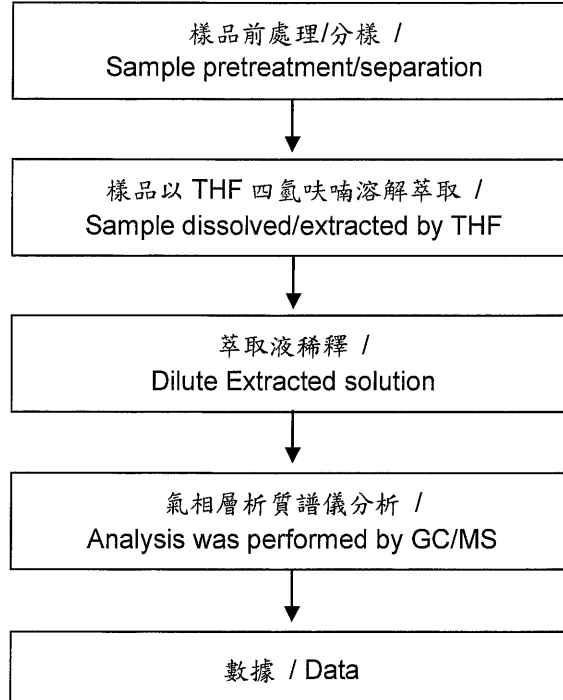 樣品前處理/分樣 /
Sample pretreatment/separation
樣品以 THF 四氫呋喃溶解萃取 /
Sample dissolved/extracted by THF
萃取液稀釋 /
Dilute Extracted solution
氣相層析質譜儀分析 /
Analysis was performed by GC/MS
數據 / Data